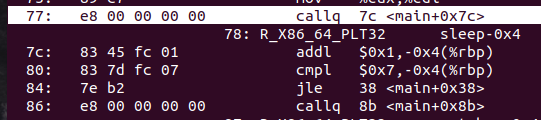 77: e8 00 00 00 00 callq 7c <main+0x7c>
78: R_X86_64_PLT32 sleep-0x4
7c: 83 45 fc 01 addl $0x1,-0x4(%rbp)
80: 83 7d fc 07 cmpl $0x7,-0x4(%rbp)
84: 7e b2 jle 38 <main+0x38>
86: e8 00 00 00 00 callq 8b <main+0x8b>